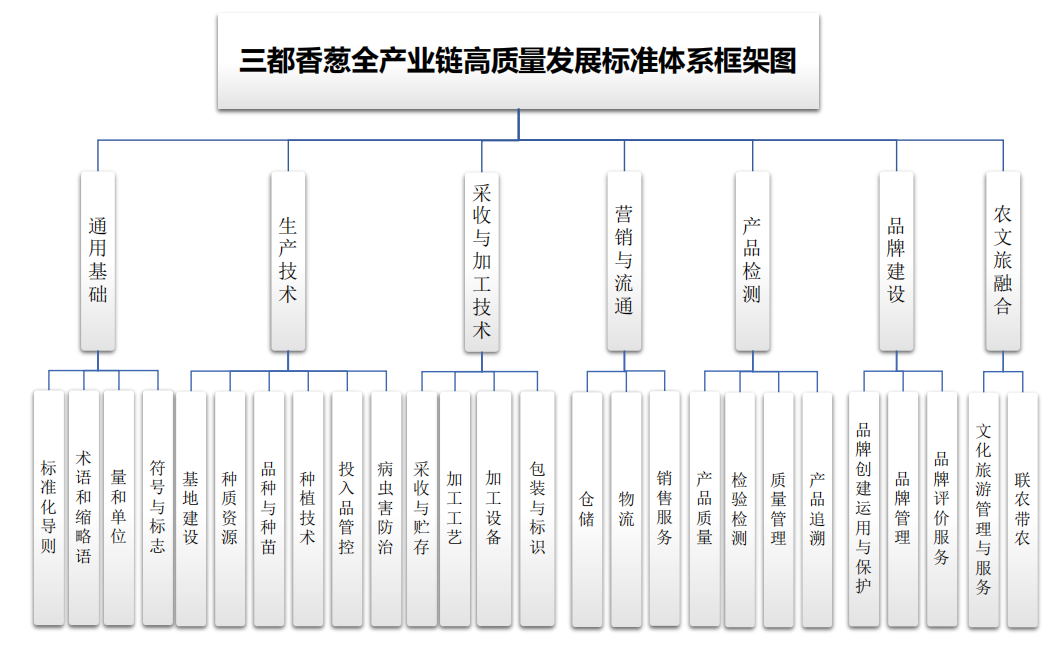 三都香葱全产业链高质量发展标准体系框架图
通用基础
生产技术
采收与加工技术
营销与流通
产品检测
品牌建设
农文旅融合
标准化导则
术语和缩略语
量和单位
符号与标志
基地建设
种质资源
品种与种苗
种植技术
投入品管控
病虫害防治
采收与贮存
加工工艺
加工设备
包装与标识
仓储
物流
销售服务
产品质量
检验检测
质量管理
产品追溯
品牌创建运用与保护
品牌管理
品牌评价服务
文化旅游管理与服务
联农带农